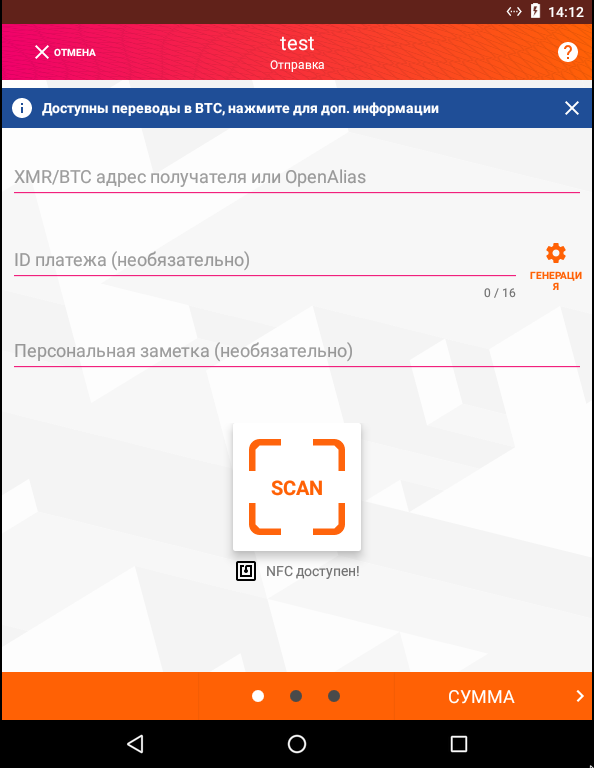 14:12
ОТМЕНА
test
Отправка
Доступны переводы в BTC, нажмите для доп. информации
XMR/BTC адрес получателя или OpenAlias
ID платежа (необязательно)
ГЕНЕРАЦИ
Я
0 / 16
Персональная заметка (необязательно)
SCAN
NFC доступен!
СУММА